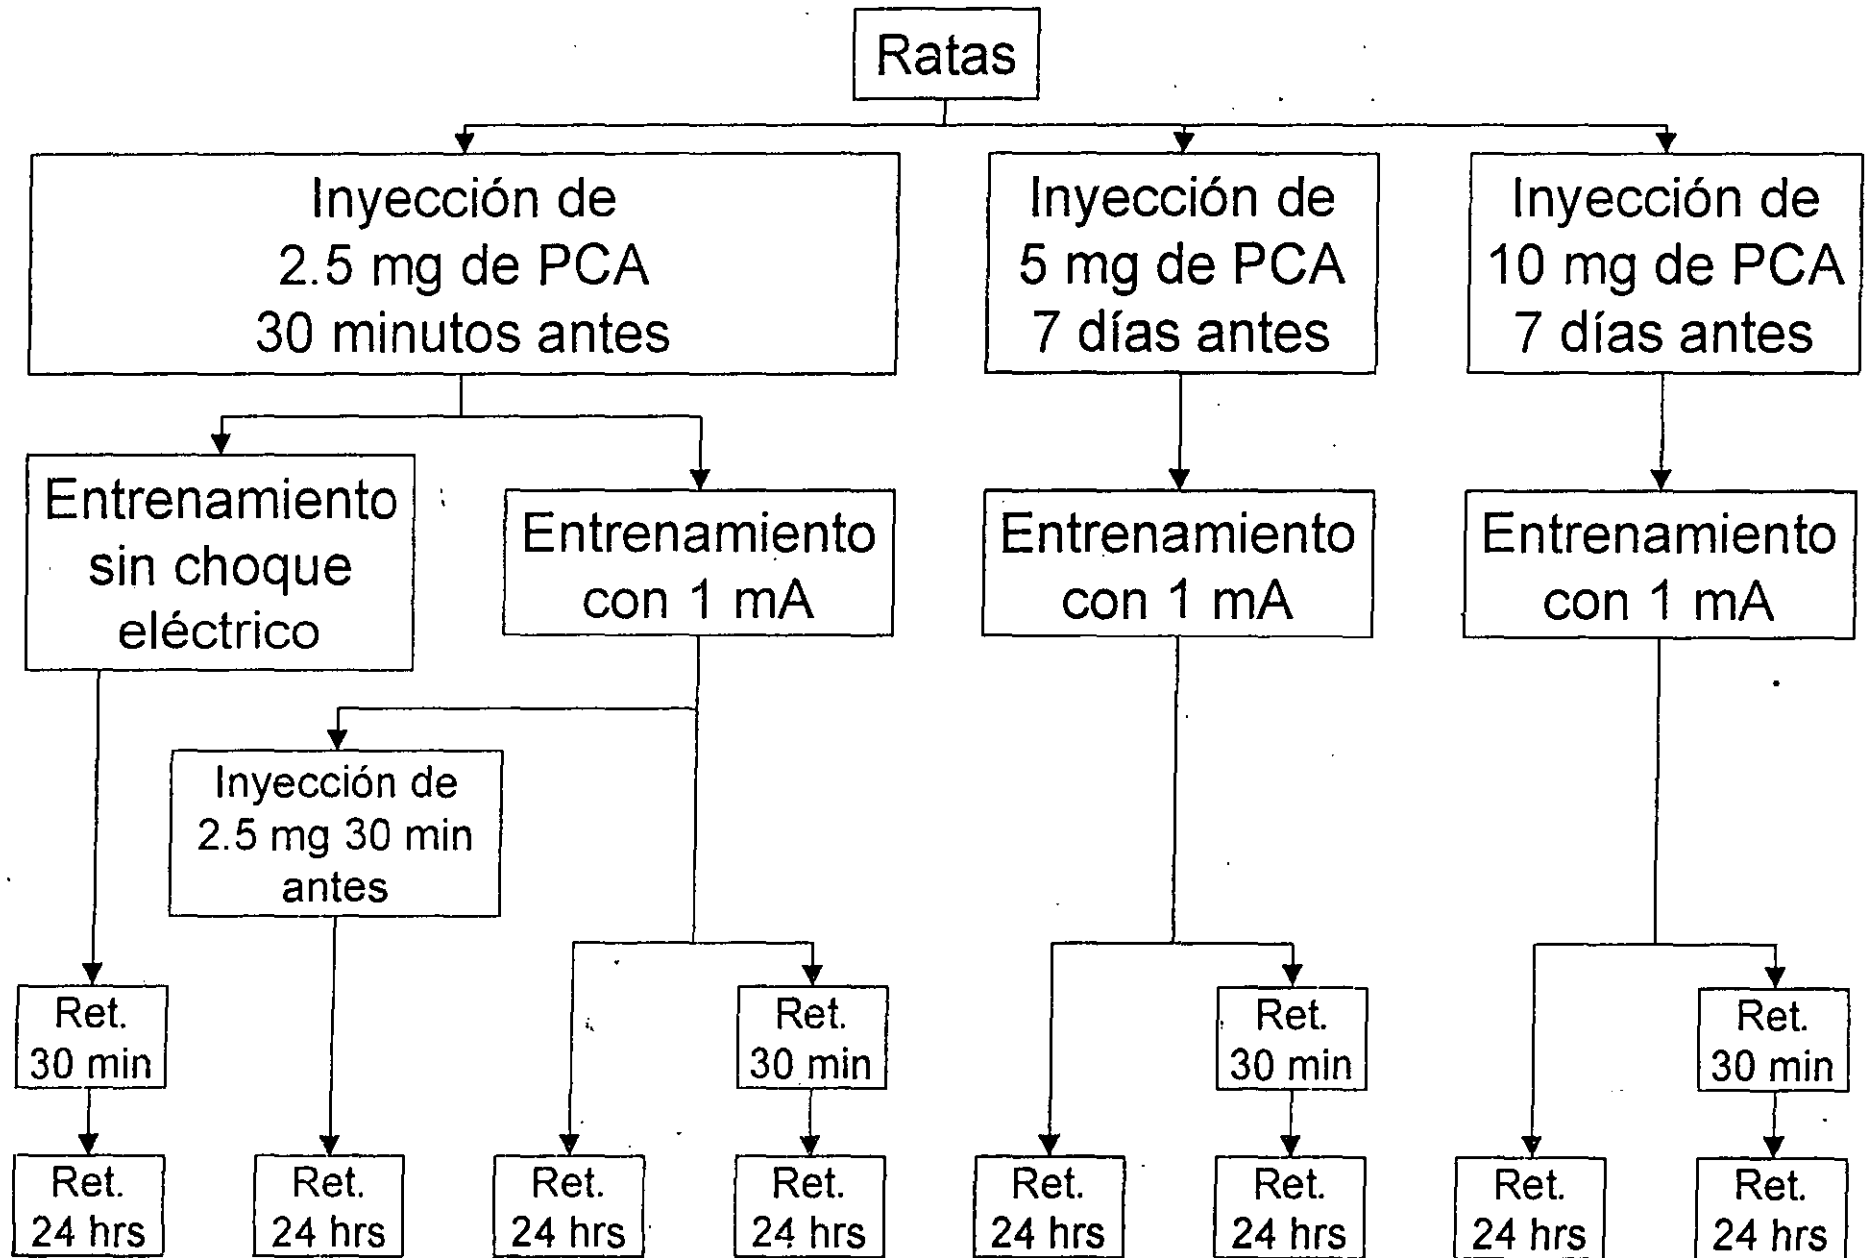 Ratas
Inyección de
2.5 mg de PCA
30 minutos antes
Inyección de
5 mg de PCA
7 días antes
Inyección de
10 mg de PCA
7 días antes
Entrenamiento
sin choque
eléctrico
Entrenamiento
con 1 mA
Entrenamiento
con 1 mA
Entrenamiento
con 1 mA
Inyección de
2.5 mg 30 min
antes
Ret.
30 min
Ret.
30 min
Ret.
30 min
Ret.
30 min
Ret.
24 hrs
Ret.
24 hrs
Ret.
24 hrs
Ret.
24 hrs
Ret.
24 hrs
Ret.
24 hrs
Ret.
24 hrs
Ret.
24 hrs